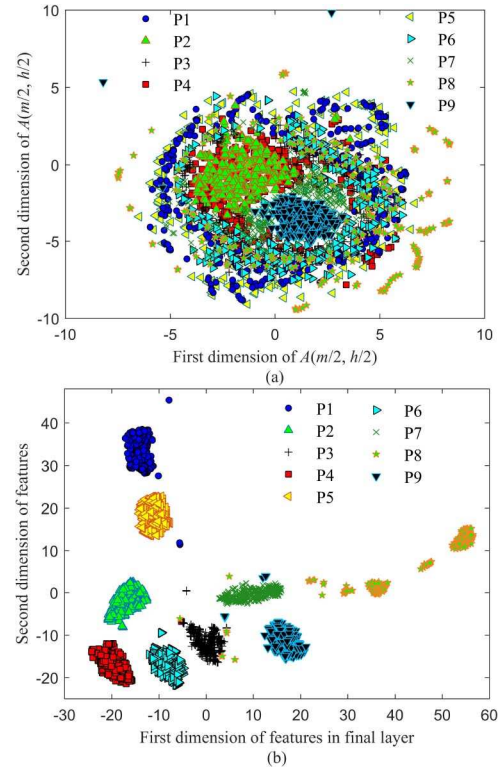 10
5
0
-5
-10
Second dimension of A(m/2, h/2)
P1
P2
P3
P4
P5
P6
P7
P8
P9
-10
-5
0
5
10
First dimension of A(m/2, h/2)
(a)
40
30
20
10
0
-10
-20
Second dimension of features
P1
P2
P3
P4
P5
P6
P7
P8
P9
-30
-20
-10
0
10
20
30
40
50
60
First dimension of features in final layer
(b)